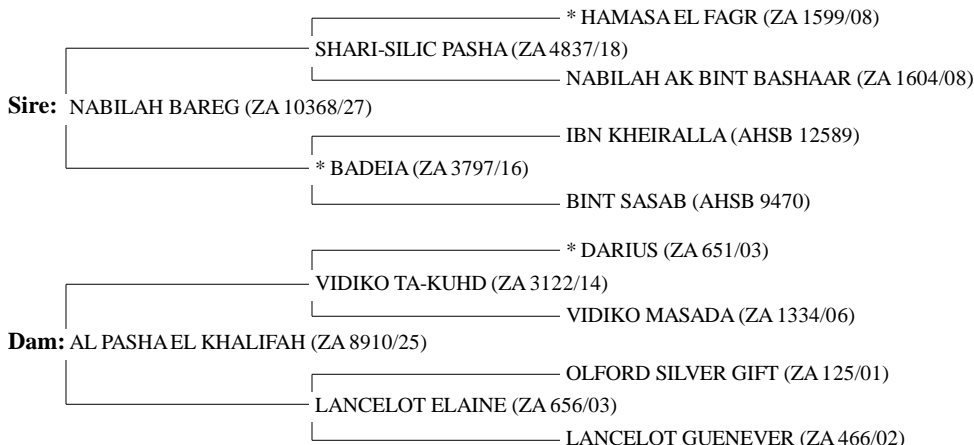 * HAMASA EL FAGR (ZA 1599/08)
SHARI-SILIC PASHA (ZA 4837/18)
NABILAH AK BINT BASHAAR (ZA 1604/08)
Sire: NABILAH BAREG (ZA 10368/27)
IBN KHEIRALLA (AHSB 12589)
* BADEIA (ZA 3797/16)
BINT SASAB (AHSB 9470)
* DARIUS (ZA 651/03)
VIDIKO TA-KUHD (ZA 3122/14)
VIDIKO MASADA (ZA 1334/06)
Dam: AL PASHA EL KHALIFAH (ZA 8910/25)
OLFORD SILVER GIFT (ZA 125/01)
LANCELOT ELAINE (ZA 656/03)
LANCELOT GUENEVER (ZA 466/02)